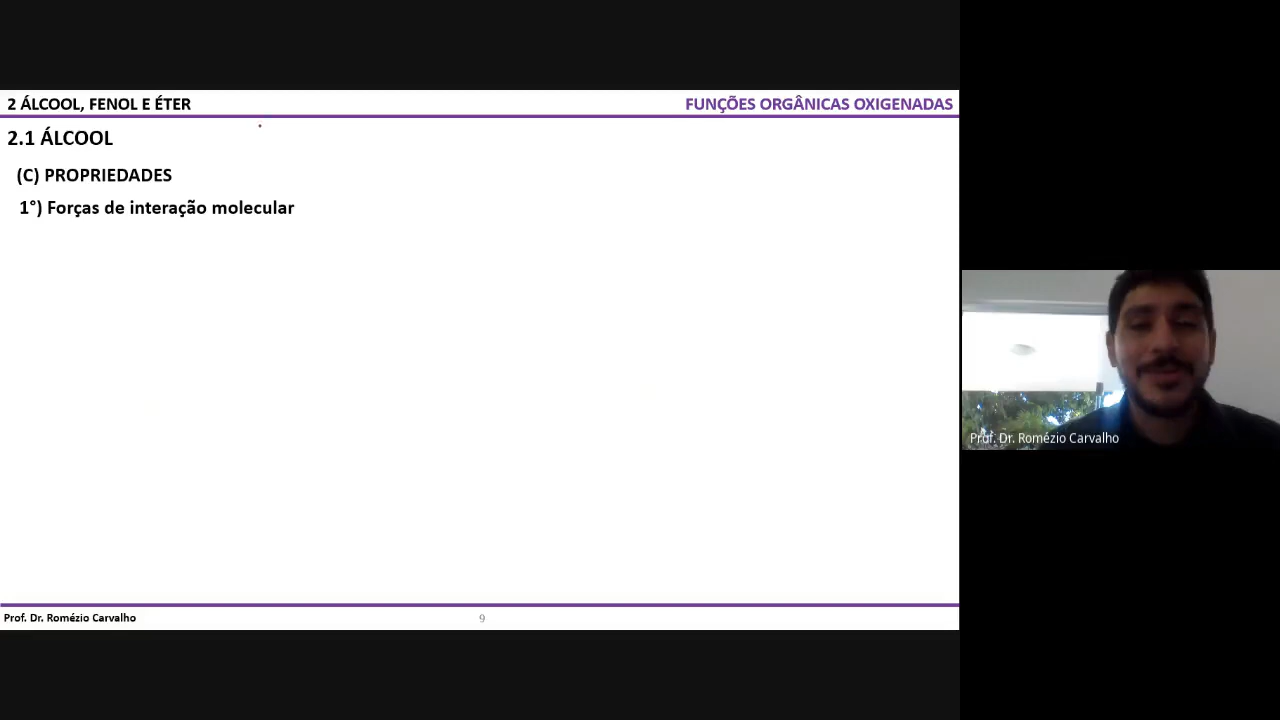 2 ÁLCOOL, FENOL E ÉTER
FUNÇÕES ORGÂNICAS OXIGENADAS
2.1 ÁLCOOL
(C) PROPRIEDADES
1°) Forças de interação molecular
Prof. Dr. Romézio Carvalho
Prof. Dr. Romézio Carvalho
9